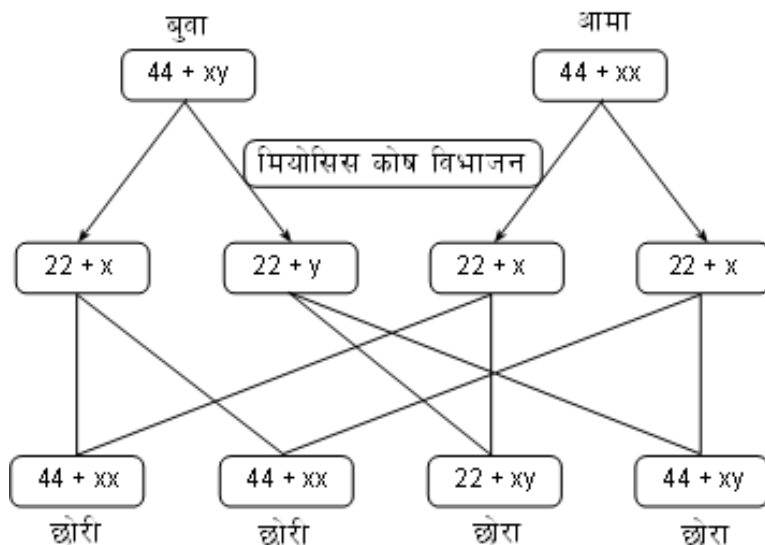 बुवा आमा
44 + xy 44 + xx
मियोसिस कोष विभाजन
22 + x 22 + y 22 + x 22 + x
44 + xx 44 + xx 22 + xy 44 + xy
छोरी छोरी छोरा छोरा